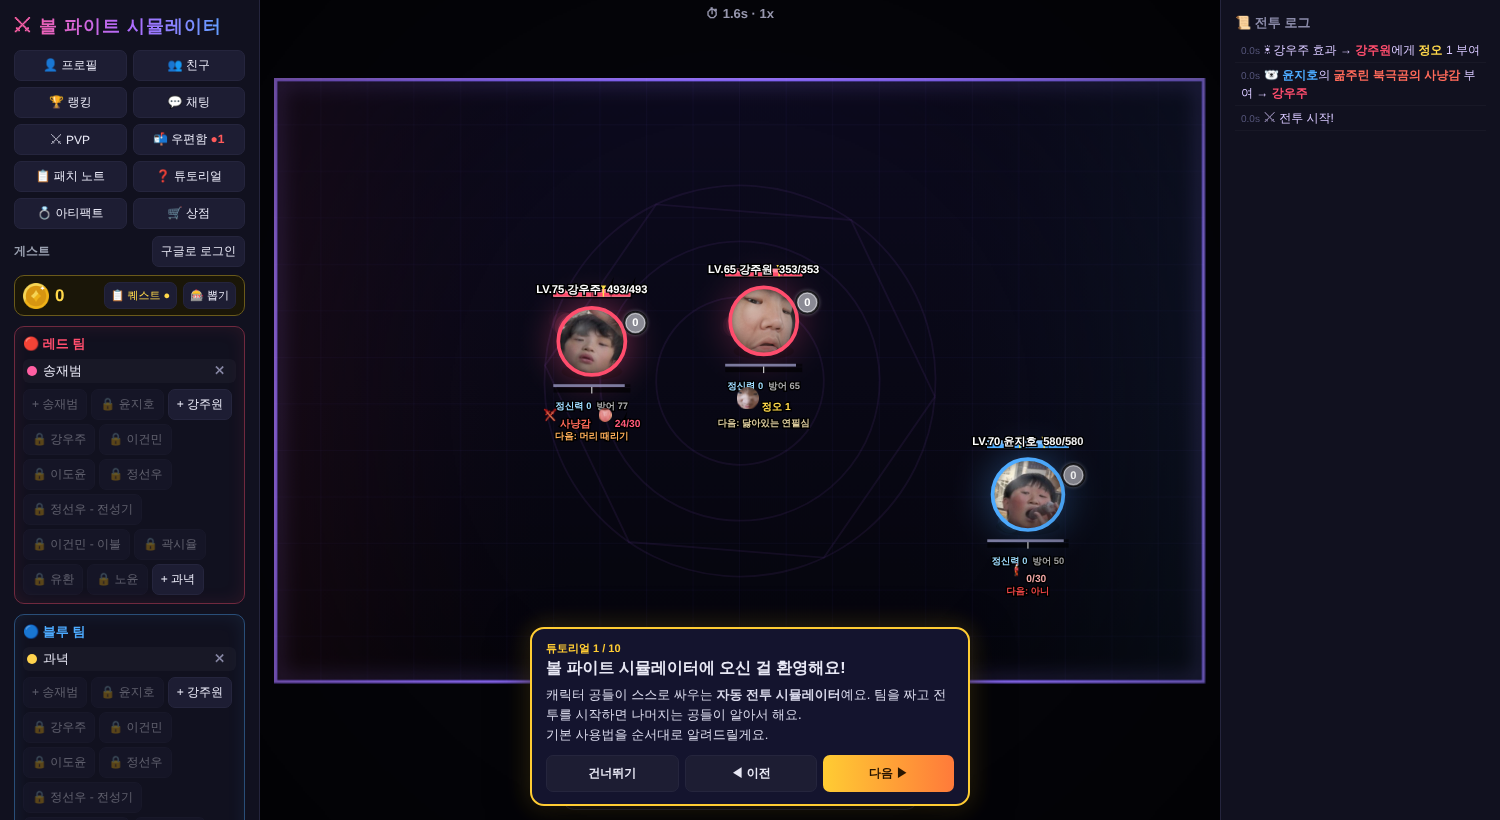 ⚔ 볼 파이트 시뮬레이터
👤 프로필
👥 친구
🏆 랭킹
💬 채팅
⚔ PVP
📬 우편함 ●1
📋 패치 노트
❓ 튜토리얼
💍 아티팩트
🛒 상점
게스트
구글로 로그인
0
📋 퀘스트 ●
🎰 뽑기
🔴 레드 팀
송재범 ✕
+ 송재범
🔒 윤지호
+ 강주원
🔒 강우주
🔒 이건민
🔒 이도윤
🔒 정선우
🔒 정선우 - 전성기
🔒 이건민 - 이불
🔒 곽시율
🔒 유환
🔒 노윤
+ 과녁
🔵 블루 팀
과녁 ✕
+ 송재범
🔒 윤지호
+ 강주원
🔒 강우주
🔒 이건민
🔒 이도윤
🔒 정선우
🔒 정선우 - 전성기
⏱ 1.6s · 1x
LV.75 강우주 493/493
0
정신력 0 방어 77
사냥감 24/30
다음: 머리 때리기
LV.65 강주원 353/353
0
정신력 0 방어 65
정오 1
다음: 닳아있는 연필심
LV.70 윤지호 580/580
0
정신력 0 방어 50
0/30
다음: 아니
튜토리얼 1 / 10
볼 파이트 시뮬레이터에 오신 걸 환영해요!
캐릭터 공들이 스스로 싸우는 자동 전투 시뮬레이터예요. 팀을 짜고 전
투를 시작하면 나머지는 공들이 알아서 해요.
기본 사용법을 순서대로 알려드릴게요.
건너뛰기
◀ 이전
다음 ▶
📜 전투 로그
0.0s 강우주 효과 → 강주원에게 정오 1 부여
0.0s 🐻‍❄️ 윤지호의 굶주린 북극곰의 사냥감 부
여 → 강우주
0.0s ⚔ 전투 시작!